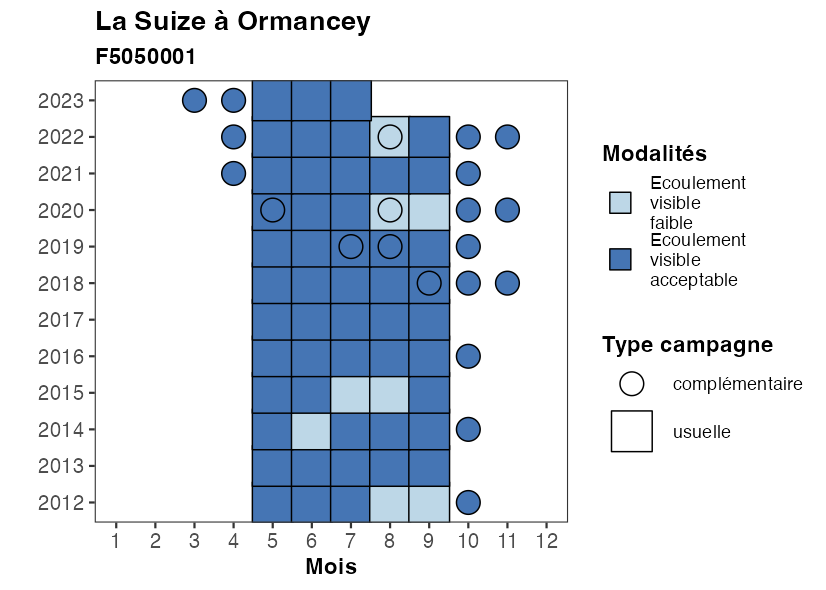 La Suize à Ormancey
F5050001
2023
2022
2021
2020
2019
2018
2017
2016
2015
2014
2013
2012
1 2 3 4 5 6 7 8 9 10 11 12
Mois
Modalités
Ecoulement
visible
faible
Ecoulement
visible
acceptable
Type campagne
complémentaire
usuelle